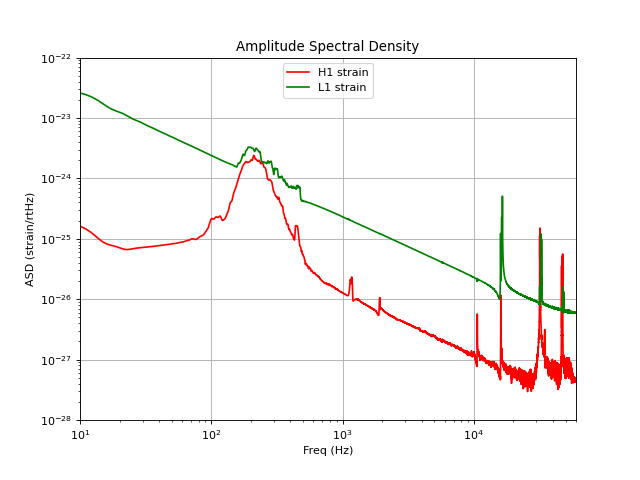 Amplitude Spectral Density
H1 strain
L1 strain
ASD (strain/rtHz)
10⁻²²
10⁻²³
10⁻²⁴
10⁻²⁵
10⁻²⁶
10⁻²⁷
10⁻²⁸
10¹ 10² 10³ 10⁴
Freq (Hz)